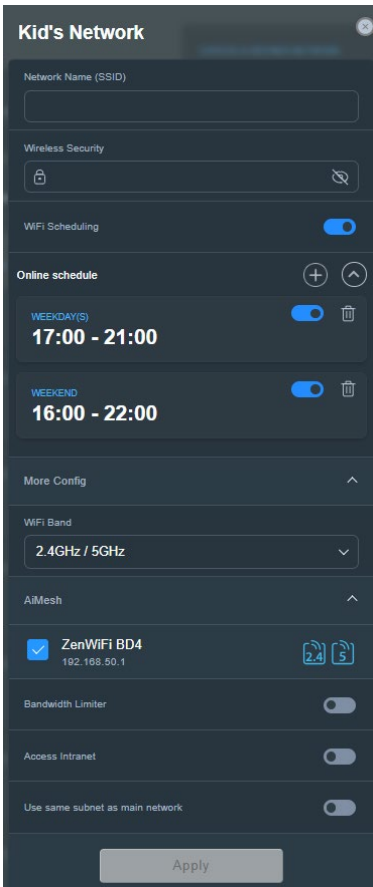 Kid's Network
Network Name (SSID)
Wireless Security
WiFi Scheduling
Online schedule
WEEKDAY(S)
17:00 - 21:00
WEEKEND
16:00 - 22:00
More Config
WiFi Band
2.4GHz / 5GHz
AiMesh
ZenWiFi BD4
192.168.50.1
2.4 5
Bandwidth Limiter
Access Intranet
Use same subnet as main network
Apply